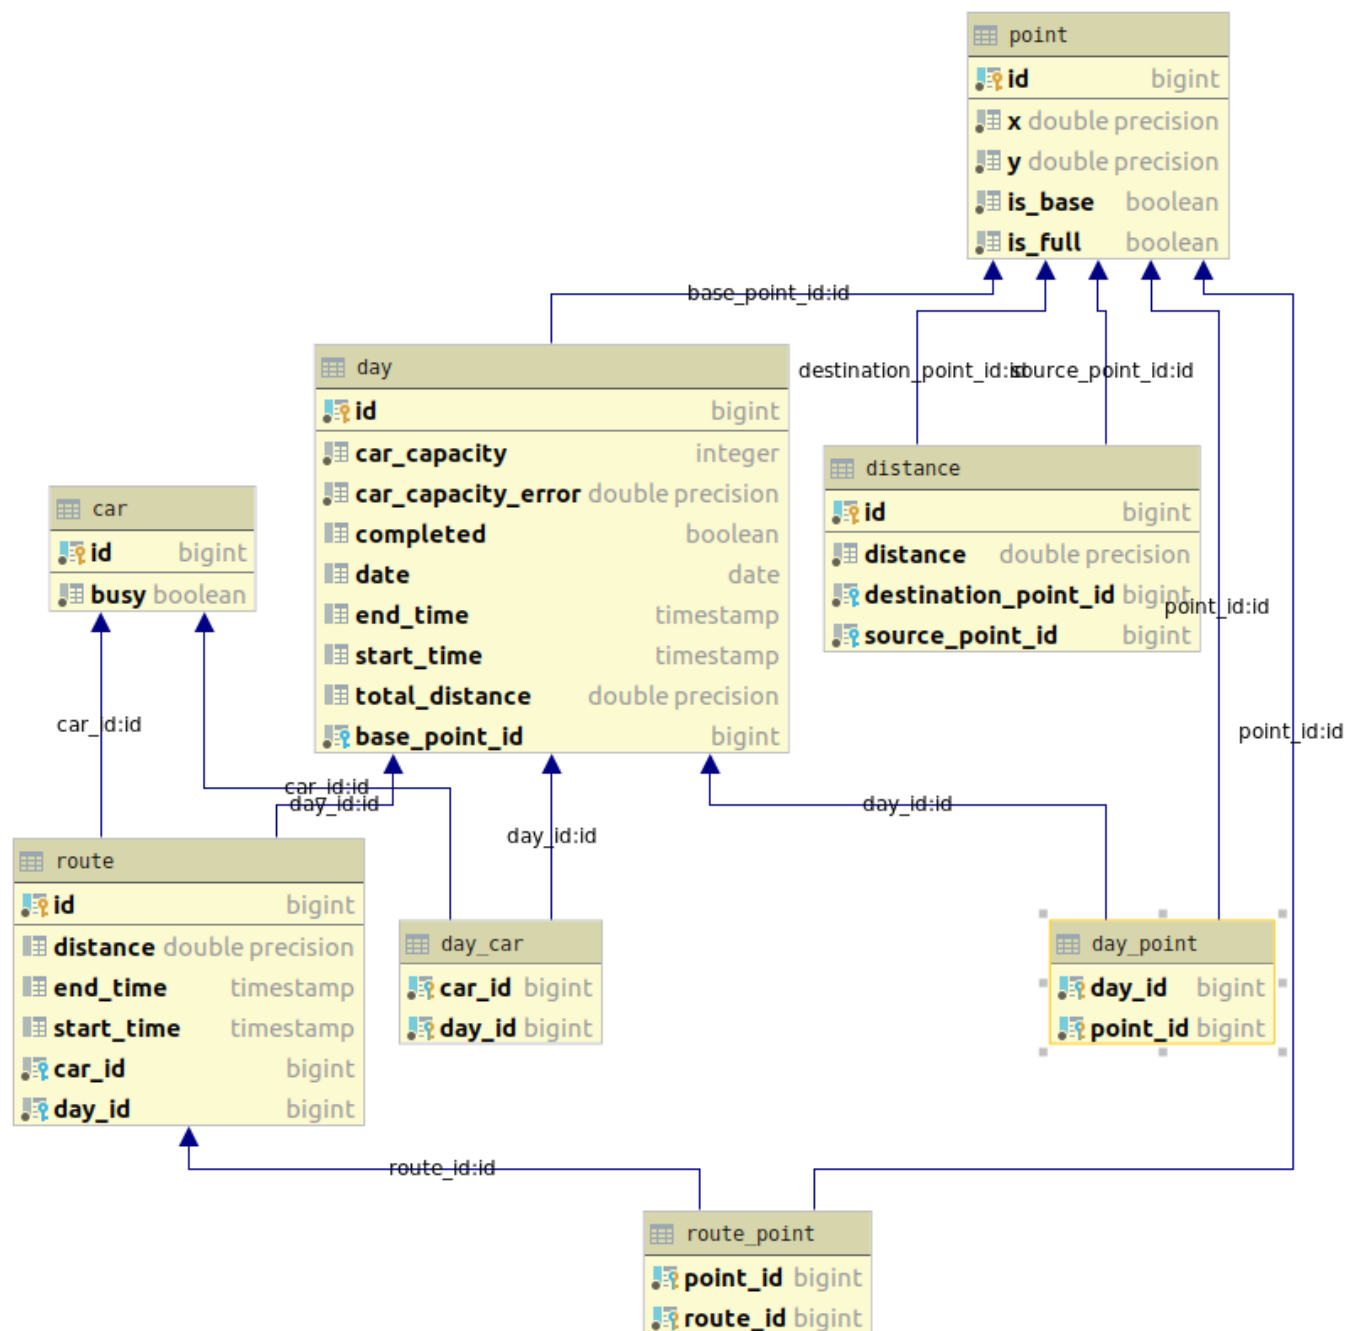 point
id bigint
x double precision
y double precision
is_base boolean
is_full boolean
base_point_id:id
destination_point_id:id
source_point_id:id
day
id bigint
car_capacity integer
car_capacity_error double precision
completed boolean
date date
end_time timestamp
start_time timestamp
total_distance double precision
base_point_id bigint
distance
id bigint
distance double precision
destination_point_id bigint
source_point_id bigint
car
id bigint
busy boolean
point_id:id
car_id:id
point_id:id
car_id:id
day_id:id
day_id:id
day_id:id
route
id bigint
distance double precision
end_time timestamp
start_time timestamp
car_id bigint
day_id bigint
day_car
car_id bigint
day_id bigint
day_point
day_id bigint
point_id bigint
route_id:id
route_point
point_id bigint
route_id bigint